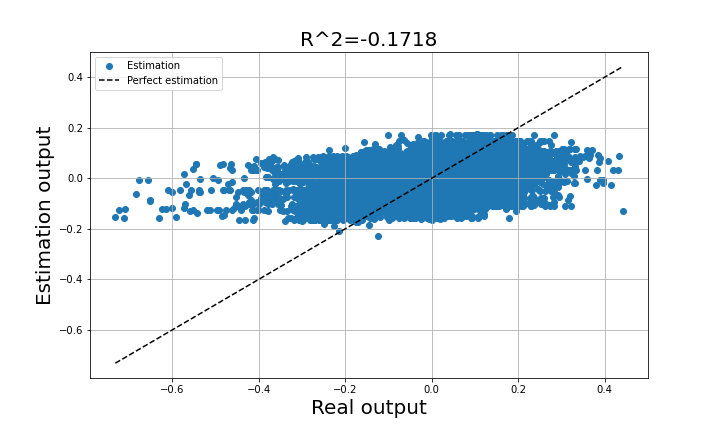 R^2=-0.1718
Estimation
Perfect estimation
Estimation output
0.4
0.2
0.0
−0.2
−0.4
−0.6
−0.6
−0.4
−0.2
0.0
0.2
0.4
Real output